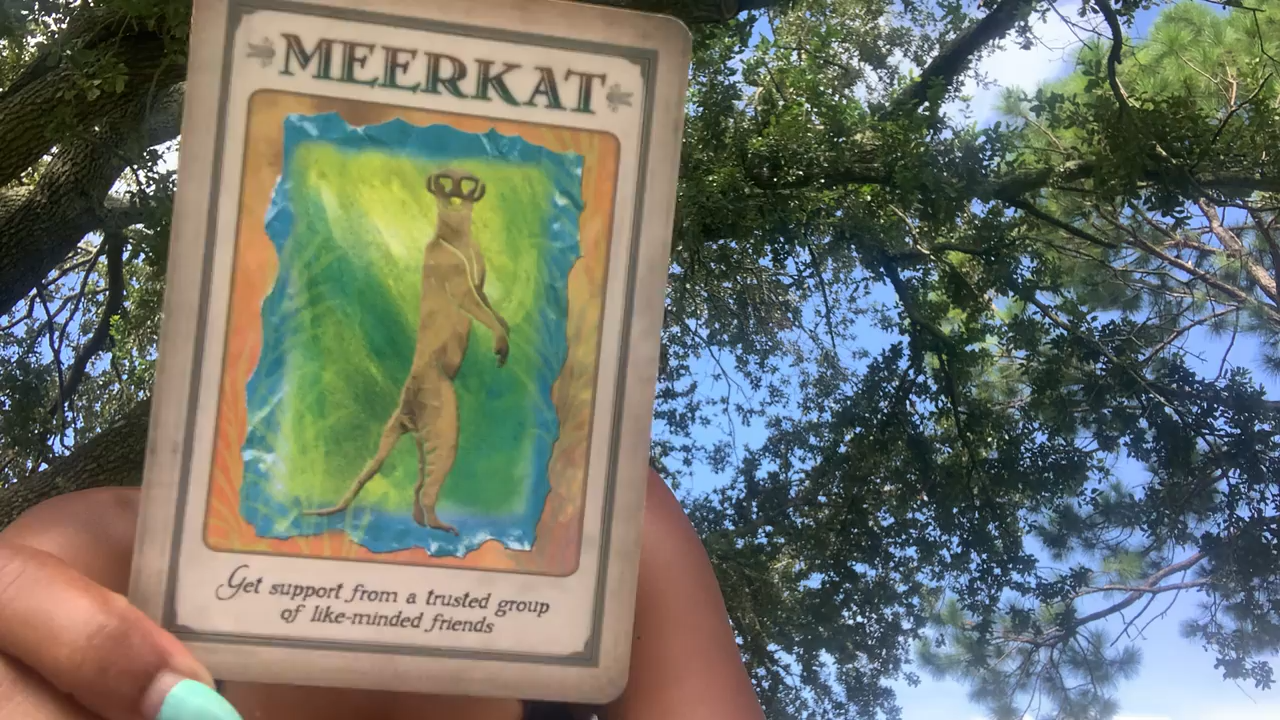 MEERKAT
Get support from a trusted group
of like-minded friends